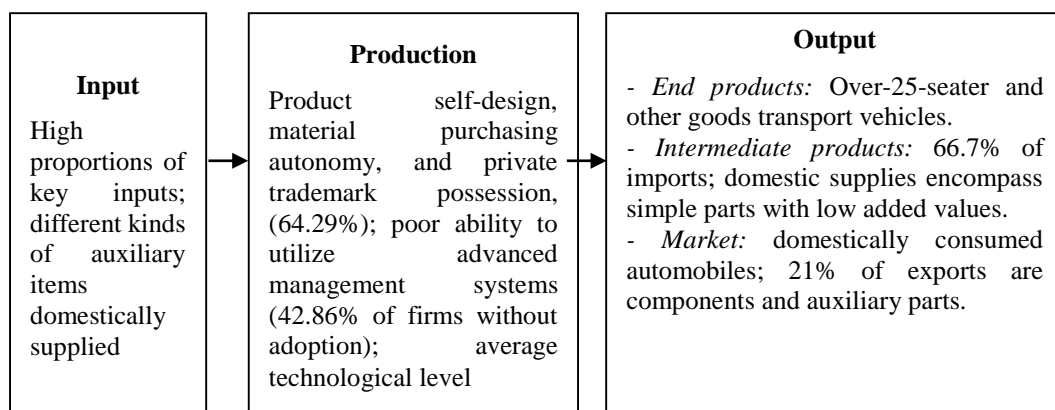 Input
High
proportions of
key inputs;
different kinds
of auxiliary
items
domestically
supplied
Production
Product self-design,
material purchasing
autonomy, and private
trademark possession,
(64.29%); poor ability to
utilize advanced
management systems
(42.86% of firms without
adoption); average
technological level
Output
- End products: Over-25-seater and
other goods transport vehicles.
- Intermediate products: 66.7% of
imports; domestic supplies encompass
simple parts with low added values.
- Market: domestically consumed
automobiles; 21% of exports are
components and auxiliary parts.